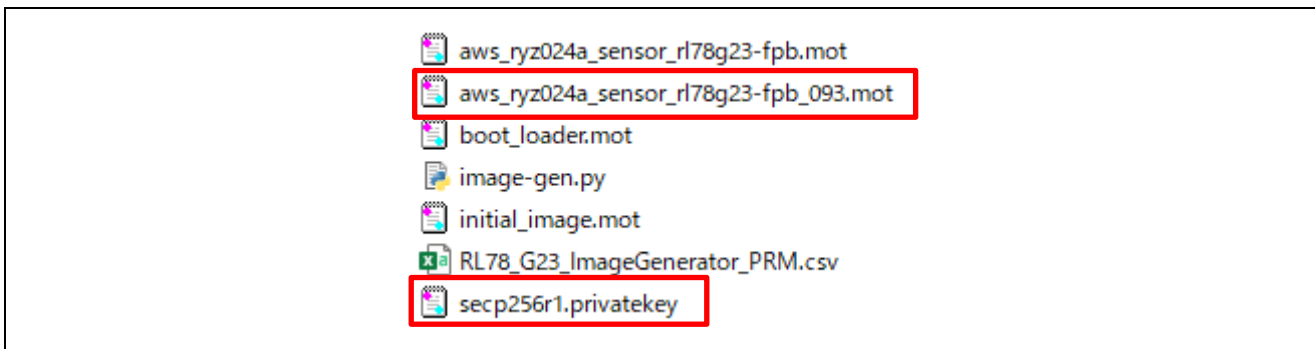 aws_ryz024a_sensor_rl78g23-fpb.mot
aws_ryz024a_sensor_rl78g23-fpb_093.mot
boot_loader.mot
image-gen.py
initial_image.mot
RL78_G23_ImageGenerator_PRM.csv
secp256r1.privatekey